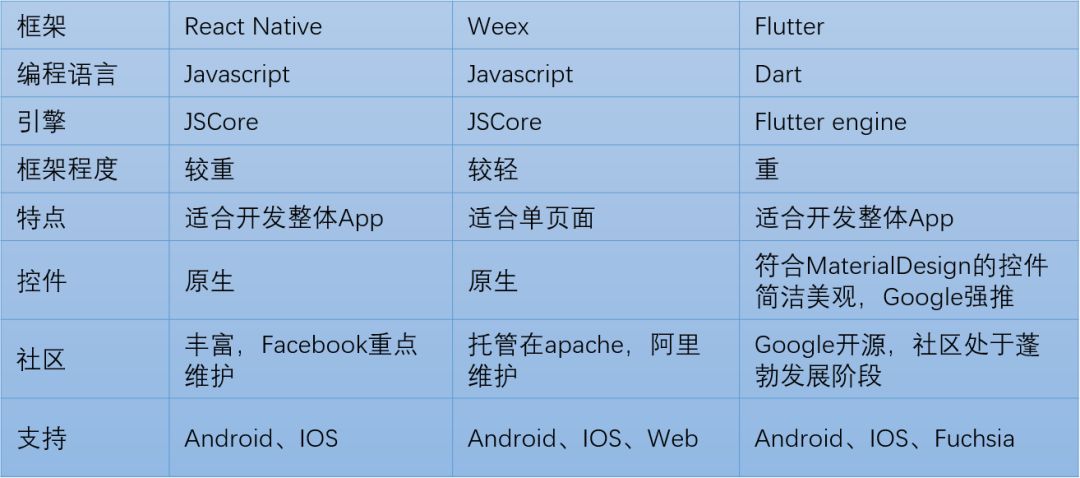 框架 React Native Weex Flutter
编程语言 Javascript Javascript Dart
引擎 JSCore JSCore Flutter engine
框架程度 较重 较轻 重
特点 适合开发整体App 适合单页面 适合开发整体App
控件 原生 原生 符合MaterialDesign的控件
简洁美观，Google强推
社区 丰富，Facebook重点 托管在apache，阿里 Google开源，社区处于蓬
维护 维护 勃发展阶段
支持 Android、IOS Android、IOS、Web Android、IOS、Fuchsia